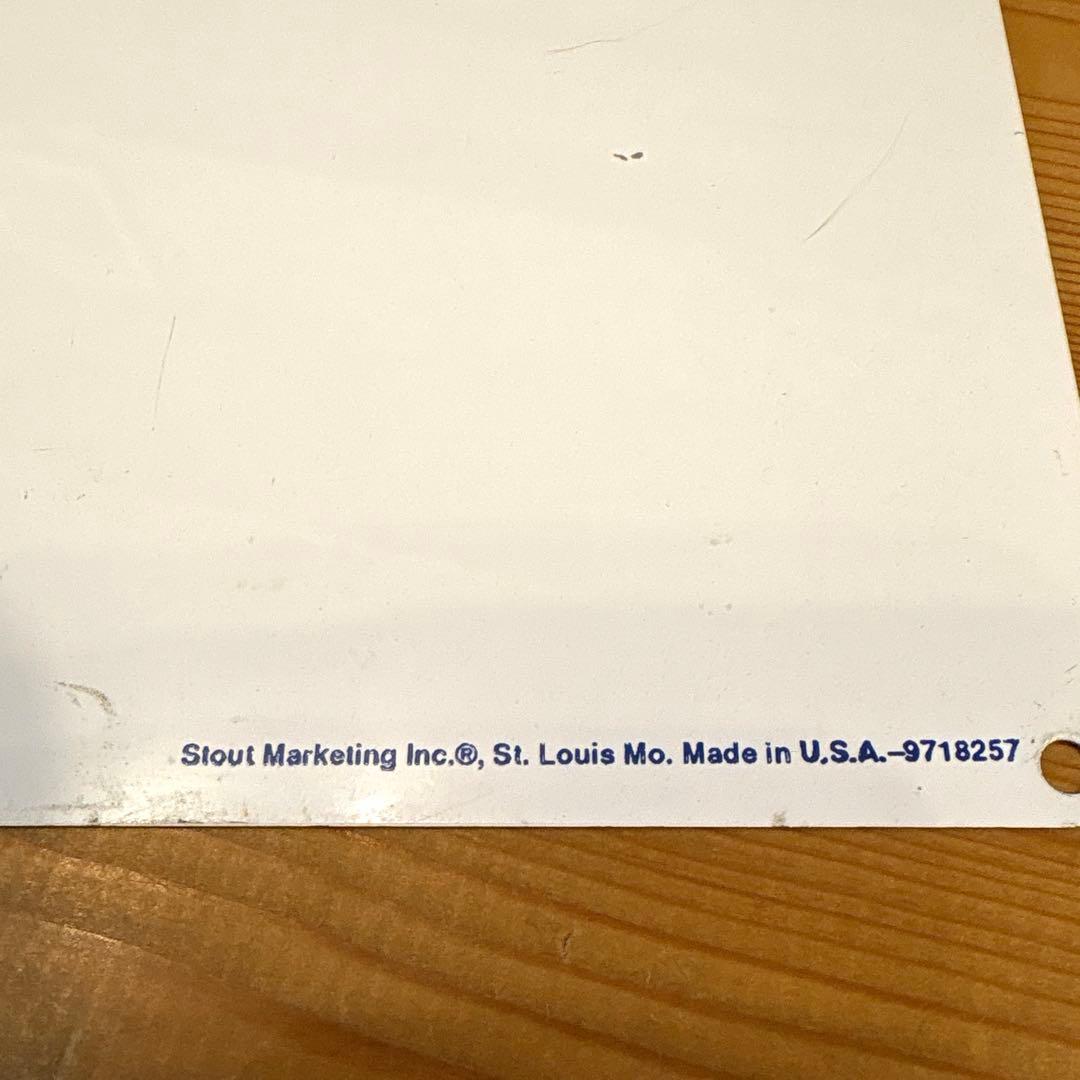 Stout Marketing Inc.®, St. Louis Mo. Made in U.S.A.–9718257